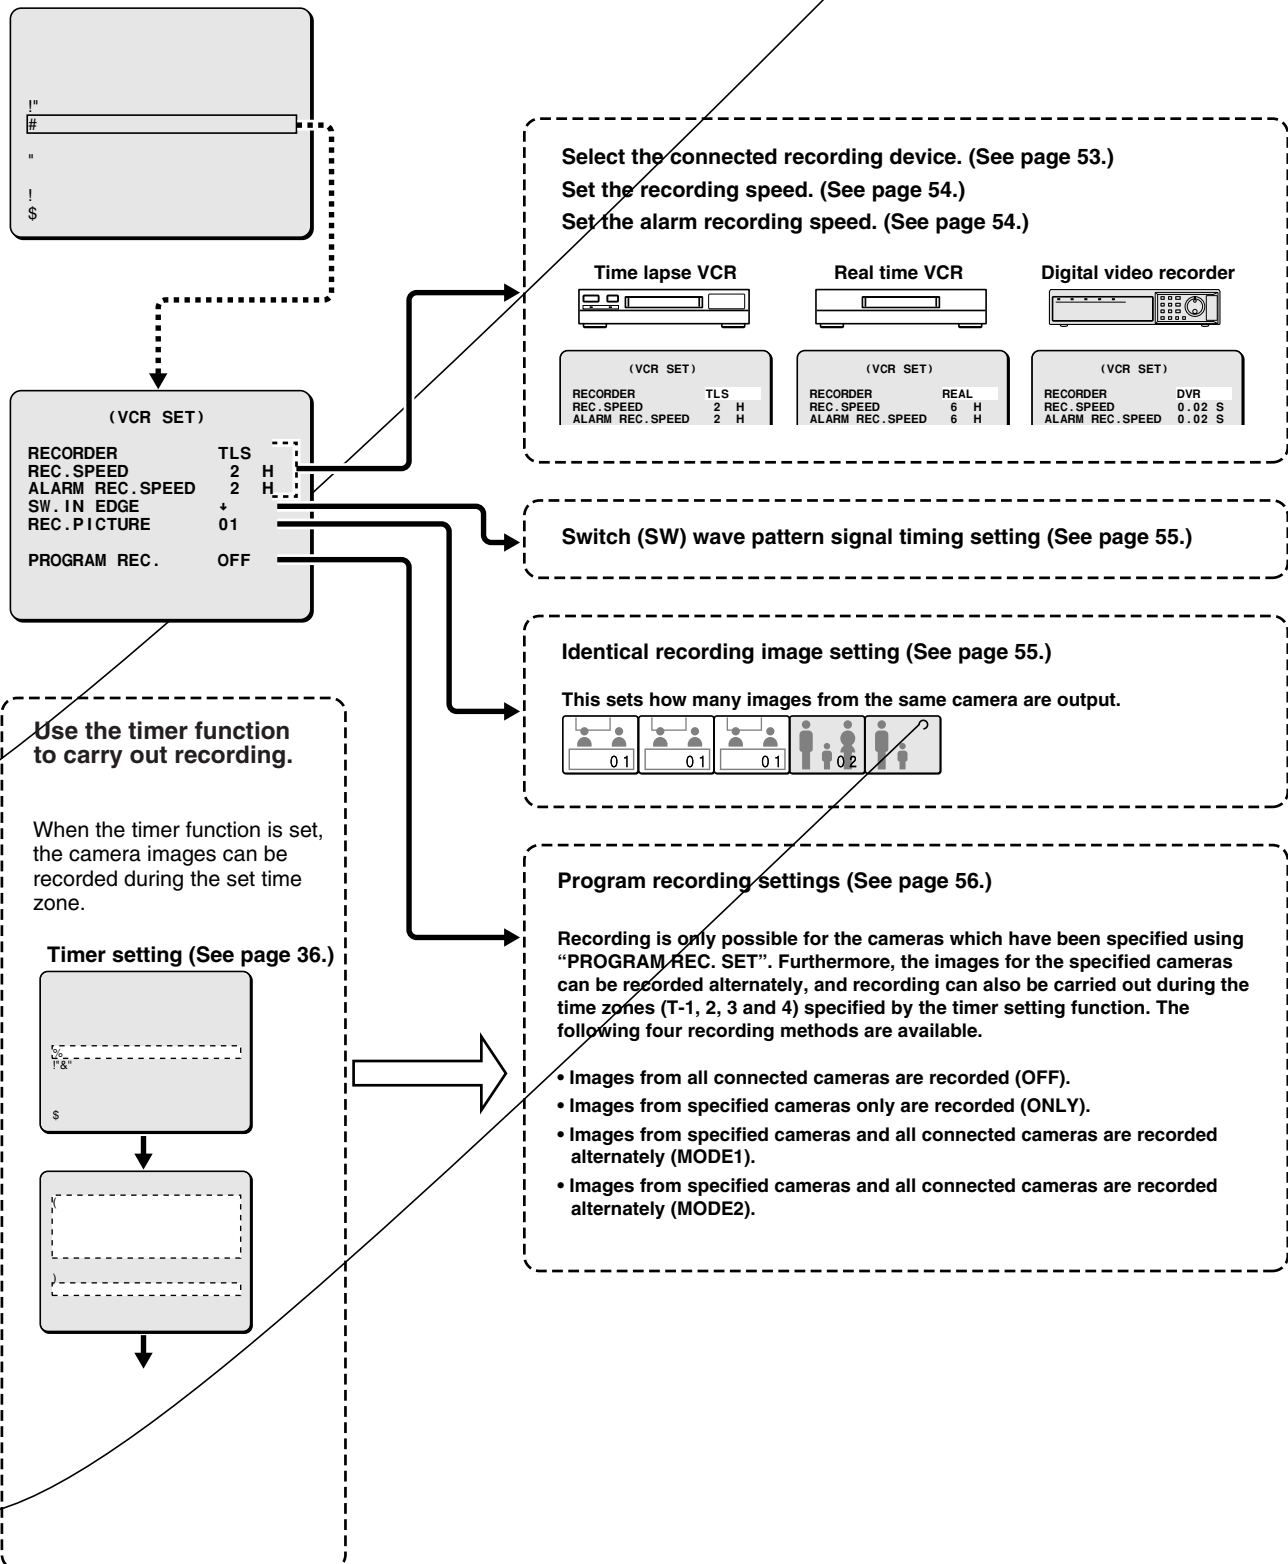 !"
#
"
!
$
Select the connected recording device. (See page 53.)
Set the recording speed. (See page 54.)
Set the alarm recording speed. (See page 54.)
Time lapse VCR
Real time VCR
Digital video recorder
(VCR SET)
RECORDER TLS
REC.SPEED 2 H
ALARM REC.SPEED 2 H
(VCR SET)
RECORDER REAL
REC.SPEED 6 H
ALARM REC.SPEED 6 H
(VCR SET)
RECORDER DVR
REC.SPEED 0.02 S
ALARM REC.SPEED 0.02 S
(VCR SET)
RECORDER TLS
REC.SPEED 2 H
ALARM REC.SPEED 2 H
SW.IN EDGE ↓
REC.PICTURE 01
PROGRAM REC. OFF
Switch (SW) wave pattern signal timing setting (See page 55.)
Identical recording image setting (See page 55.)
This sets how many images from the same camera are output.
01 01 01 02
Use the timer function
to carry out recording.
When the timer function is set,
the camera images can be
recorded during the set time
zone.
Timer setting (See page 36.)
%
!"&"
$
(
)
Program recording settings (See page 56.)
Recording is only possible for the cameras which have been specified using
“PROGRAM REC. SET”. Furthermore, the images for the specified cameras
can be recorded alternately, and recording can also be carried out during the
time zones (T-1, 2, 3 and 4) specified by the timer setting function. The
following four recording methods are available.
• Images from all connected cameras are recorded (OFF).
• Images from specified cameras only are recorded (ONLY).
• Images from specified cameras and all connected cameras are recorded
alternately (MODE1).
• Images from specified cameras and all connected cameras are recorded
alternately (MODE2).